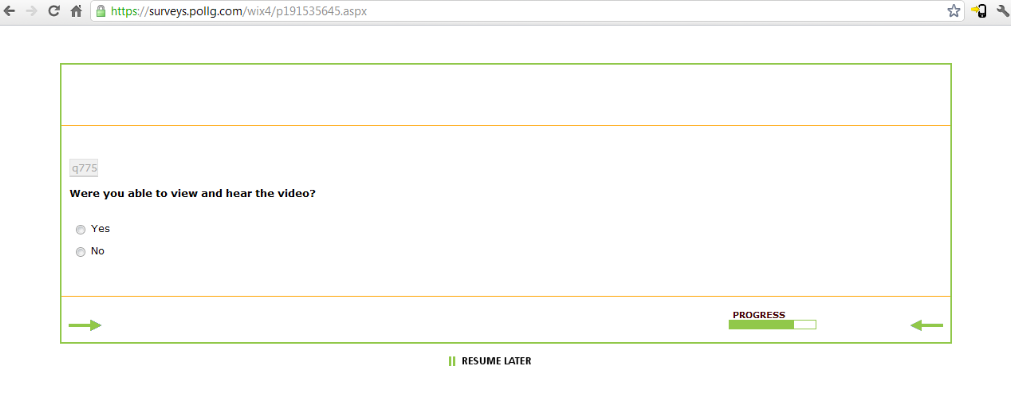 https://surveys.pollg.com/wix4/p191535645.aspx
q775
Were you able to view and hear the video?
Yes
No
PROGRESS
RESUME LATER